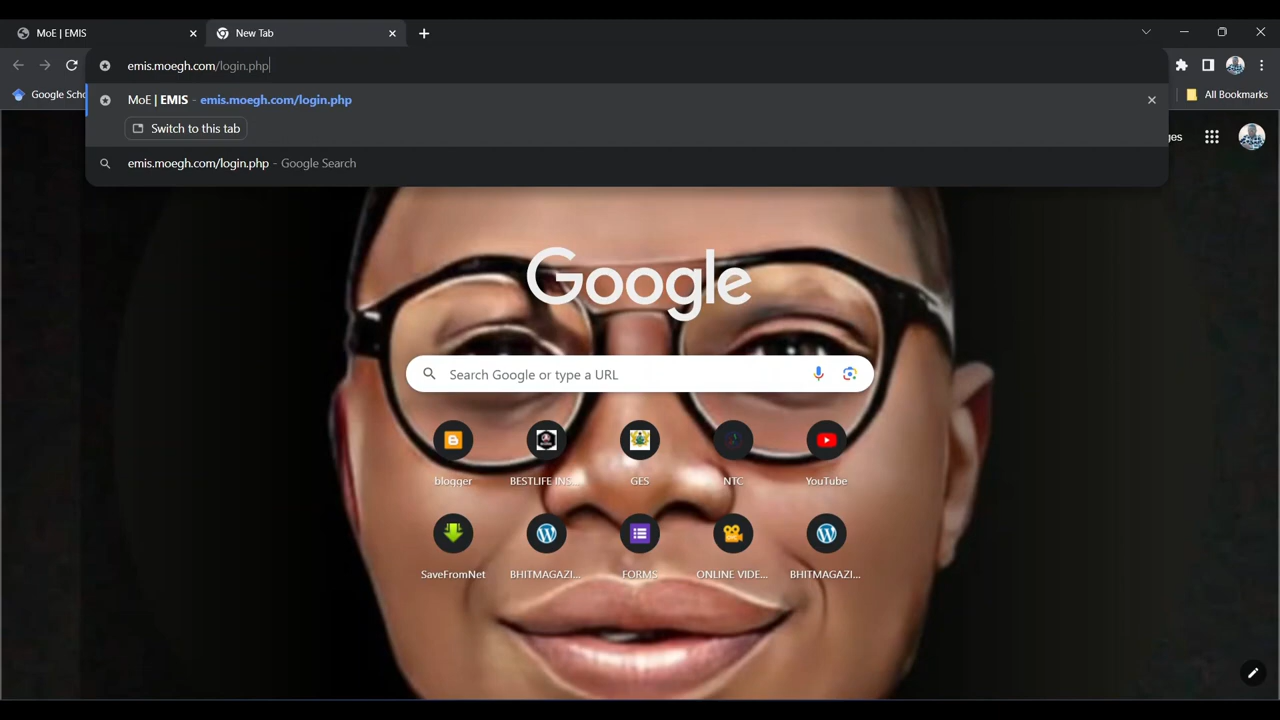 MoE | EMIS
New Tab
emis.moegh.com/login.php
Google Scho
All Bookmarks
MoE | EMIS - emis.moegh.com/login.php
Switch to this tab
emis.moegh.com/login.php - Google Search
ges
Google
Search Google or type a URL
blogger
BESTLIFE INS...
GES
NTC
YouTube
SaveFromNet
BHITMAGAZI...
FORMS
ONLINE VIDE...
BHITMAGAZI...